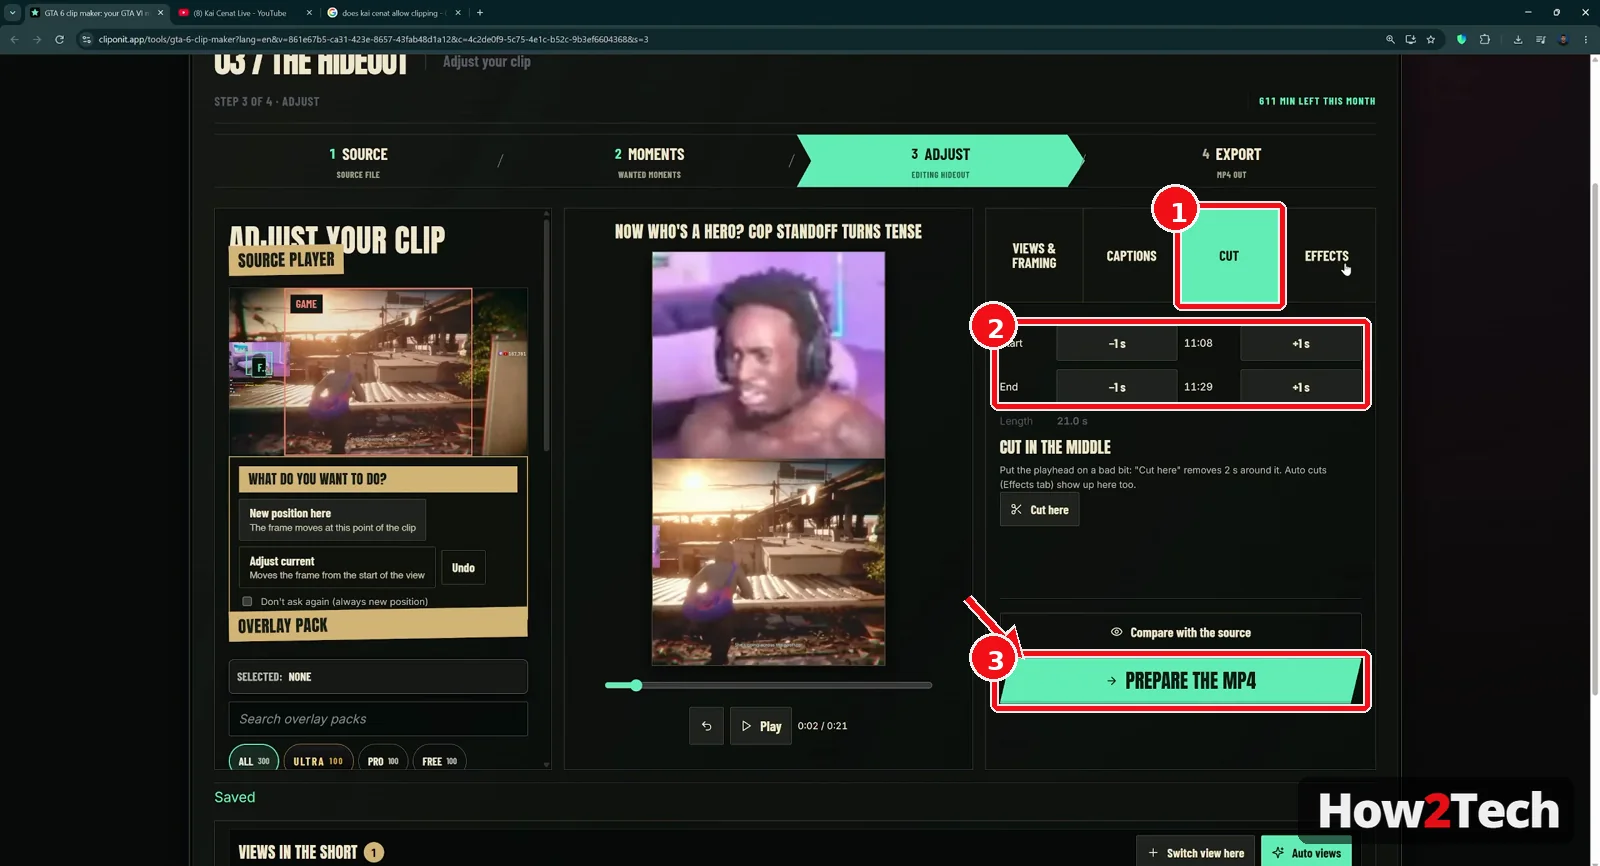 GTA 6 clip maker: your GTA VI m
(8) Kai Cenat Live - YouTube
does kai cenat allow clipping -
cliponit.app/tools/gta-6-clip-maker?lang=en&v=861e67b5-ca31-423e-8657-43fab48d1a12&c=4c2de0f9-5c75-4e1c-b52c-9b3ef6604368&s=3
03 / THE HIDEOUT
Adjust your clip
STEP 3 OF 4 · ADJUST
611 MIN LEFT THIS MONTH
1 SOURCE
SOURCE FILE
/
2 MOMENTS
WANTED MOMENTS
/
3 ADJUST
EDITING HIDEOUT
4 EXPORT
MP4 OUT
ADJUST YOUR CLIP
SOURCE PLAYER
GAME
F.
WHAT DO YOU WANT TO DO?
New position here
The frame moves at this point of the clip
Adjust current
Moves the frame from the start of the view
Undo
Don't ask again (always new position)
OVERLAY PACK
SELECTED: NONE
Search overlay packs
ALL 300
ULTRA 100
PRO 100
FREE 100
NOW WHO'S A HERO? COP STANDOFF TURNS TENSE
Play
0:02 / 0:21
VIEWS &
FRAMING
CAPTIONS
1
CUT
EFFECTS
2
-1 s
11:08
+1 s
End
-1 s
11:29
+1 s
Length
21.0 s
CUT IN THE MIDDLE
Put the playhead on a bad bit: "Cut here" removes 2 s around it. Auto cuts
(Effects tab) show up here too.
Cut here
Compare with the source
3
PREPARE THE MP4
Saved
VIEWS IN THE SHORT 1
Switch view here
Auto views
How2Tech